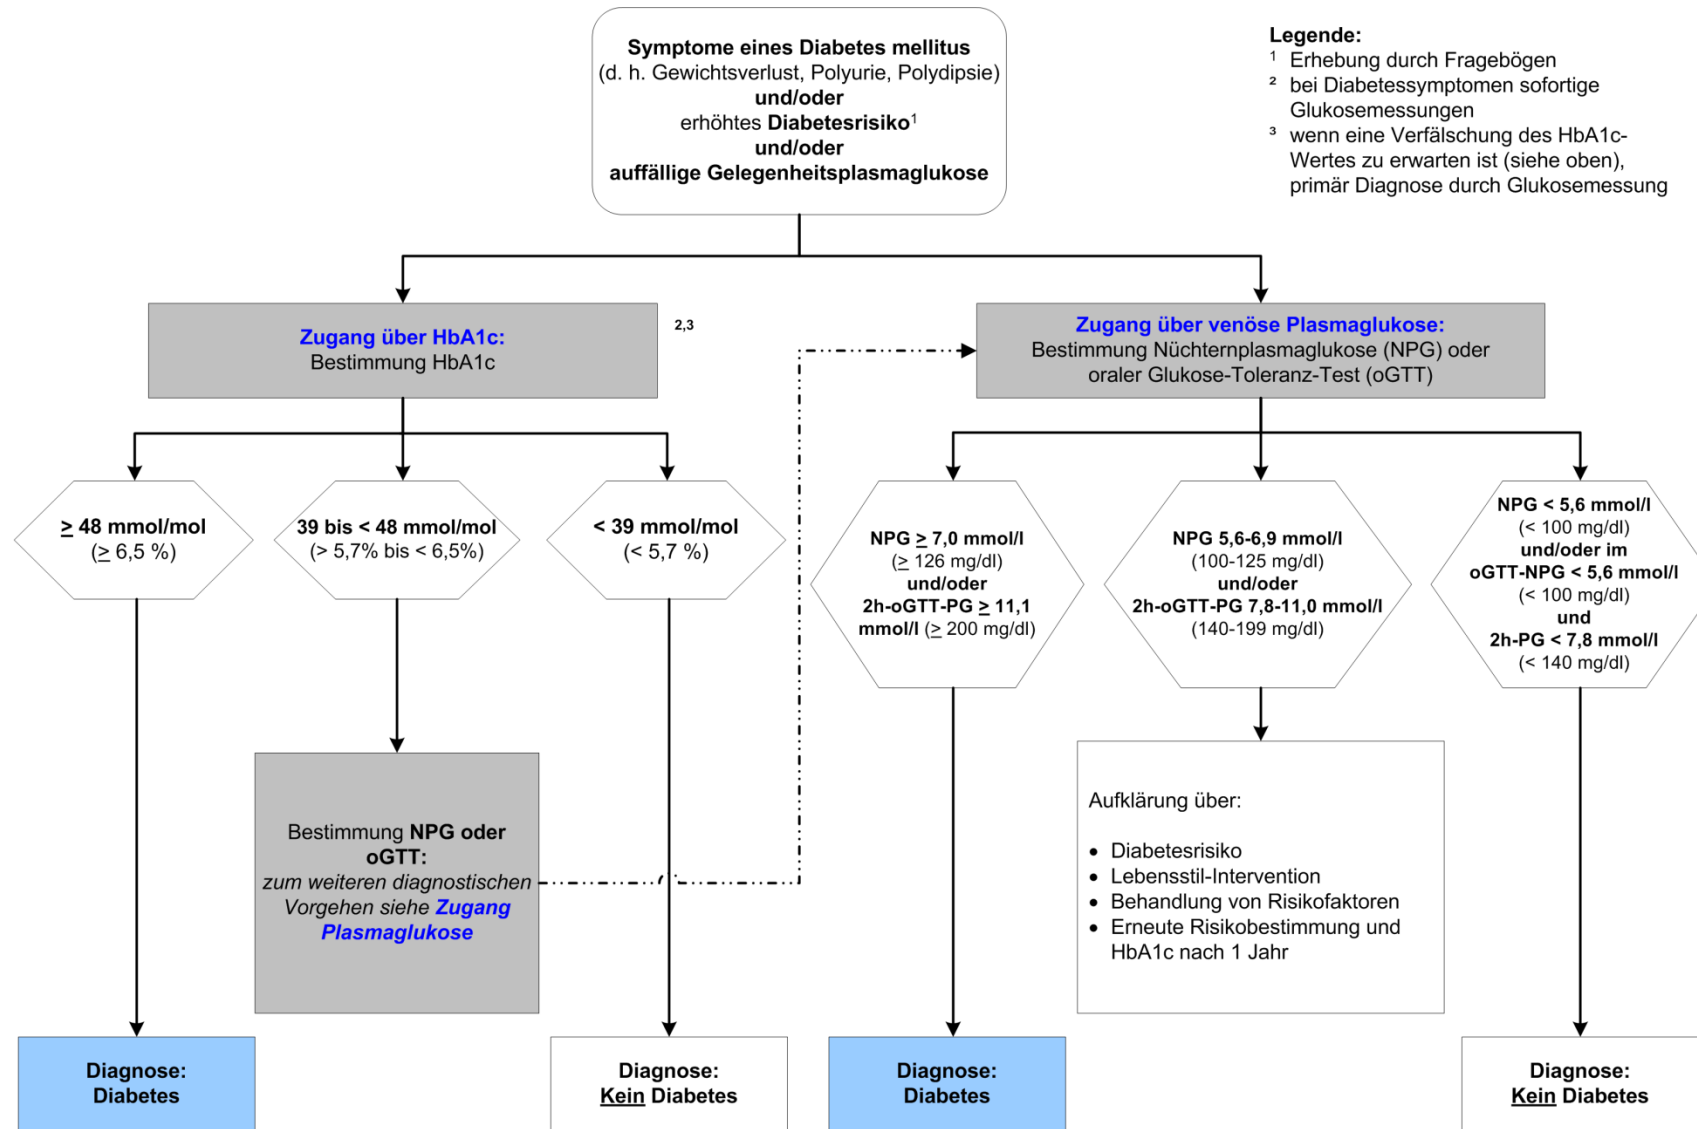 Symptome eines Diabetes mellitus
(d. h. Gewichtsverlust, Polyurie, Polydipsie)
und/oder
erhöhtes Diabetesrisiko¹
und/oder
auffällige Gelegenheitsplasmaglukose
Legende:
¹ Erhebung durch Fragebögen
² bei Diabetessymptomen sofortige
Glukosemessungen
³ wenn eine Verfälschung des HbA1c-
Wertes zu erwarten ist (siehe oben),
primär Diagnose durch Glukosemessung
Zugang über HbA1c:
Bestimmung HbA1c
2,3
Zugang über venöse Plasmaglukose:
Bestimmung Nüchternplasmaglukose (NPG) oder
oraler Glukose-Toleranz-Test (oGTT)
≥ 48 mmol/mol
(≥ 6,5 %)
39 bis < 48 mmol/mol
(> 5,7% bis < 6,5%)
< 39 mmol/mol
(< 5,7 %)
NPG ≥ 7,0 mmol/l
(≥ 126 mg/dl)
und/oder
2h-oGTT-PG ≥ 11,1
mmol/l (≥ 200 mg/dl)
NPG 5,6-6,9 mmol/l
(100-125 mg/dl)
und/oder
2h-oGTT-PG 7,8-11,0 mmol/l
(140-199 mg/dl)
NPG < 5,6 mmol/l
(< 100 mg/dl)
und/oder im
oGTT-NPG < 5,6 mmol/l
(< 100 mg/dl)
und
2h-PG < 7,8 mmol/l
(< 140 mg/dl)
Bestimmung NPG oder
oGTT:
zum weiteren diagnostischen
Vorgehen siehe Zugang
Plasmaglukose
Aufklärung über:
• Diabetesrisiko
• Lebensstil-Intervention
• Behandlung von Risikofaktoren
• Erneute Risikobestimmung und
HbA1c nach 1 Jahr
Diagnose:
Diabetes
Diagnose:
Kein Diabetes
Diagnose:
Diabetes
Diagnose:
Kein Diabetes